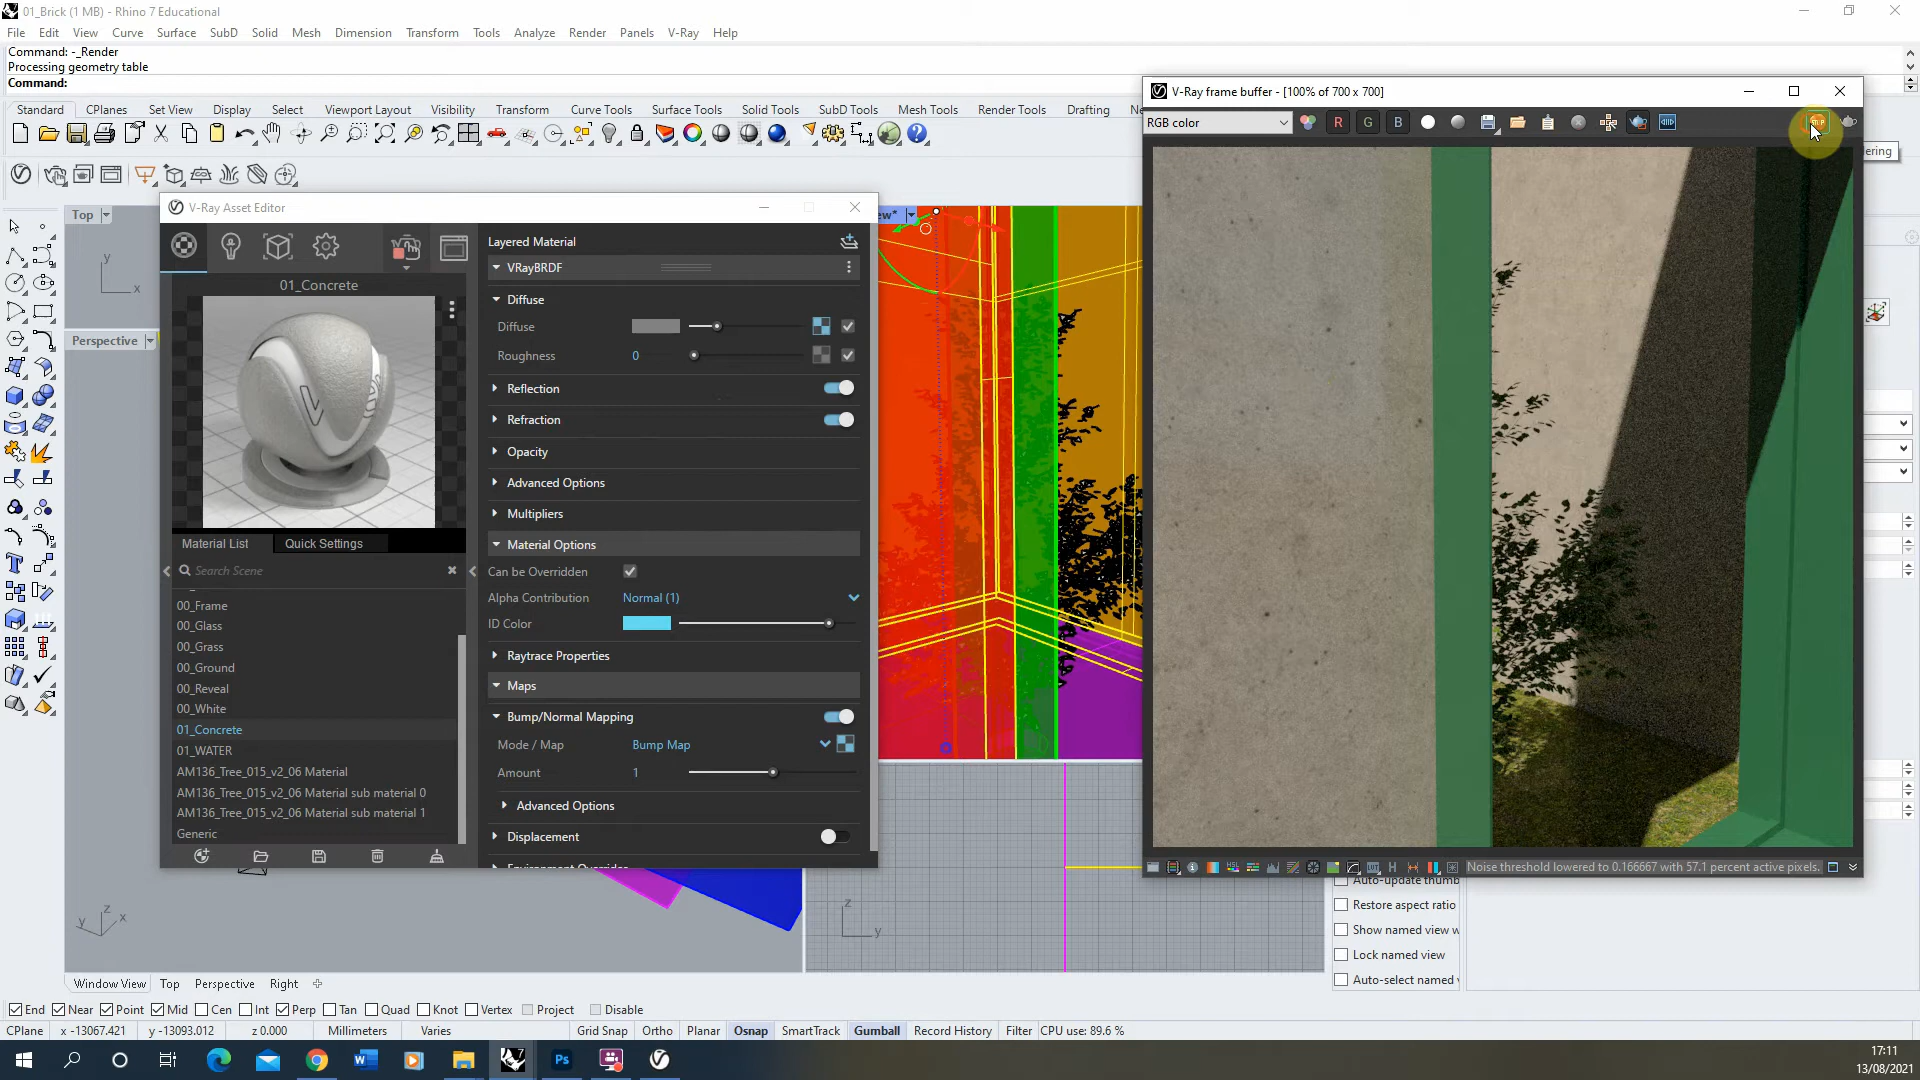 01_Brick (1 MB) - Rhino 7 Educational
File Edit View Curve Surface SubD Solid Mesh Dimension Transform Tools Analyze Render Panels V-Ray Help
Command: -_Render
Processing geometry table
Command:
Standard CPlanes Set View Display Select Viewport Layout Visibility Transform Curve Tools Surface Tools Solid Tools SubD Tools Mesh Tools Render Tools Drafting
V-Ray frame buffer - [100% of 700 x 700]
RGB color
R G B
STOP
ering
Top
Perspective
y
x
V-Ray Asset Editor
01_Concrete
Material List Quick Settings
Search Scene
00_Frame
00_Glass
00_Grass
00_Ground
00_Reveal
00_White
01_Concrete
01_WATER
AM136_Tree_015_v2_06 Material
AM136_Tree_015_v2_06 Material sub material 0
AM136_Tree_015_v2_06 Material sub material 1
Generic
Layered Material
VRayBRDF
Diffuse
Diffuse
Roughness 0
Reflection
Refraction
Opacity
Advanced Options
Multipliers
Material Options
Can be Overridden
Alpha Contribution Normal (1)
ID Color
Raytrace Properties
Maps
Bump/Normal Mapping
Mode / Map Bump Map
Amount 1
Advanced Options
Displacement
ew*
Noise threshold lowered to 0.166667 with 57.1 percent active pixels.
Auto-update thumb
Restore aspect ratio
Show named view w
Lock named view
Auto-select named v
z
y x
z
y
Window View Top Perspective Right
End Near Point Mid Cen Int Perp Tan Quad Knot Vertex Project Disable
CPlane x -13067.421 y -13093.012 z 0.000 Millimeters Varies Grid Snap Ortho Planar Osnap SmartTrack Gumball Record History Filter CPU use: 89.6 %
17:11
13/08/2021